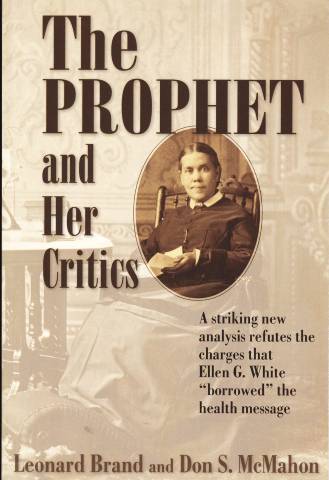 The
PROPHET
and
Her
Critics
A striking new
analysis refutes the
charges that
Ellen G. White
“borrowed” the
health message
Leonard Brand and Don S. McMahon